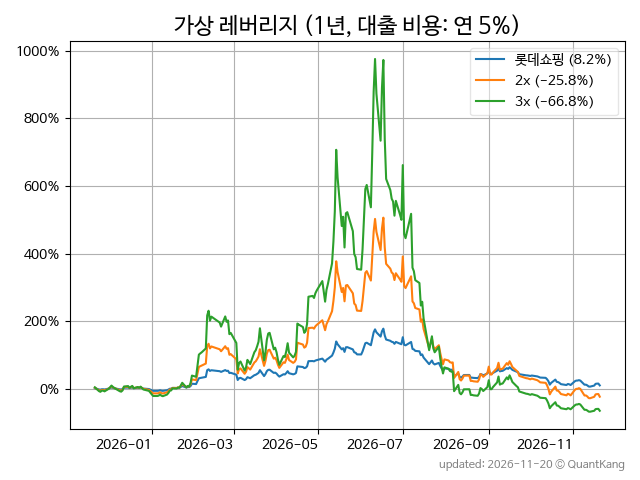 가상 레버리지 (1년, 대출 비용: 연 5%)
1000%
800%
600%
400%
200%
0%
롯데쇼핑 (8.2%)
2x (-25.8%)
3x (-66.8%)
2026-01
2026-03
2026-05
2026-07
2026-09
2026-11
updated: 2026-11-20 © QuantKang